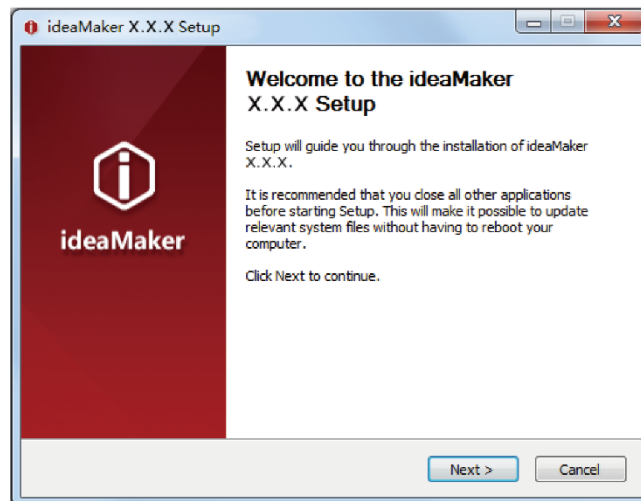 ideaMaker X.X.X Setup
Welcome to the ideaMaker
X.X.X Setup
Setup will guide you through the installation of ideaMaker
X.X.X.
It is recommended that you close all other applications
before starting Setup. This will make it possible to update
relevant system files without having to reboot your
computer.
Click Next to continue.
ideaMaker
Next >
Cancel